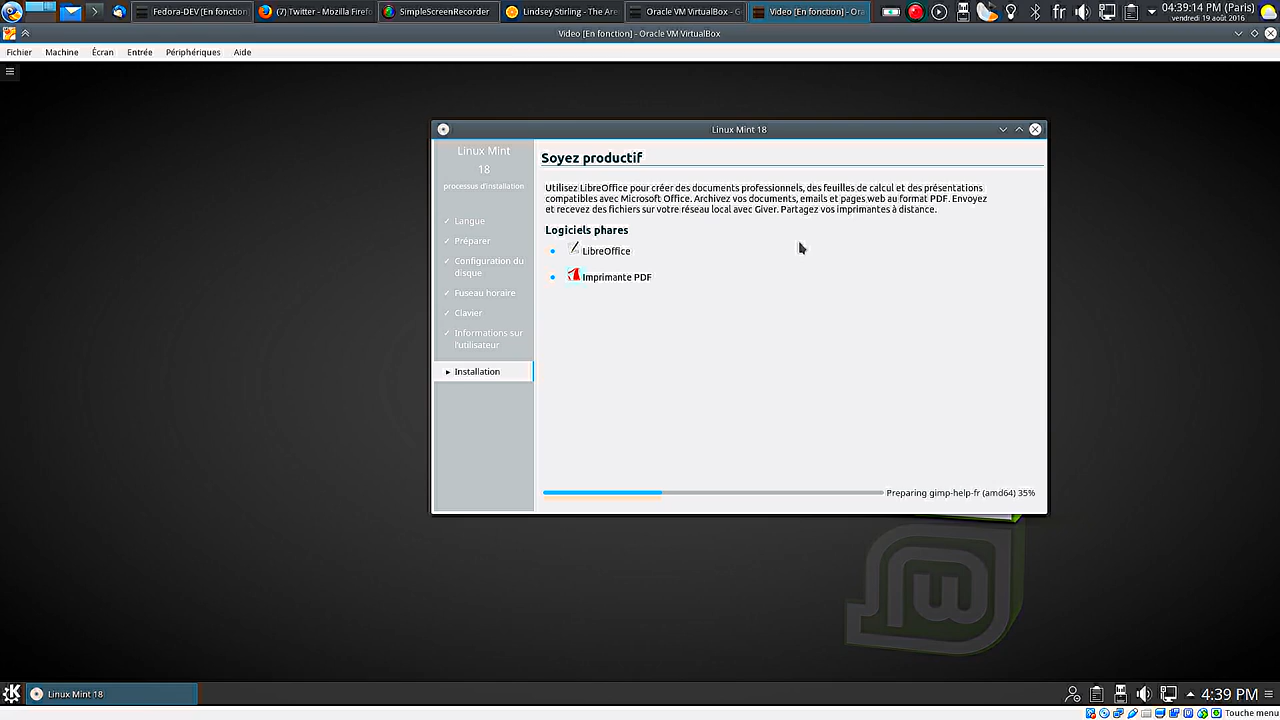 Fedora-DEV [En fonction]
(7) Twitter - Mozilla Firefo
SimpleScreenRecorder
Lindsey Stirling - The Are
Oracle VM VirtualBox - G
Video [En fonction] - Ora
fr
04:39:14 PM (Paris)
vendredi 19 août 2016
Video [En fonction] - Oracle VM VirtualBox
Fichier Machine Écran Entrée Périphériques Aide
Linux Mint 18
Linux Mint
18
processus d'installation
Langue
Préparer
Configuration du
disque
Fuseau horaire
Clavier
Informations sur
l'utilisateur
Installation
Soyez productif
Utilisez LibreOffice pour créer des documents professionnels, des feuilles de calcul et des présentations
compatibles avec Microsoft Office. Archivez vos documents, emails et pages web au format PDF. Envoyez
et recevez des fichiers sur votre réseau local avec Giver. Partagez vos imprimantes à distance.
Logiciels phares
LibreOffice
Imprimante PDF
Preparing gimp-help-fr (amd64) 35%
Linux Mint 18
4:39 PM
Touche menu